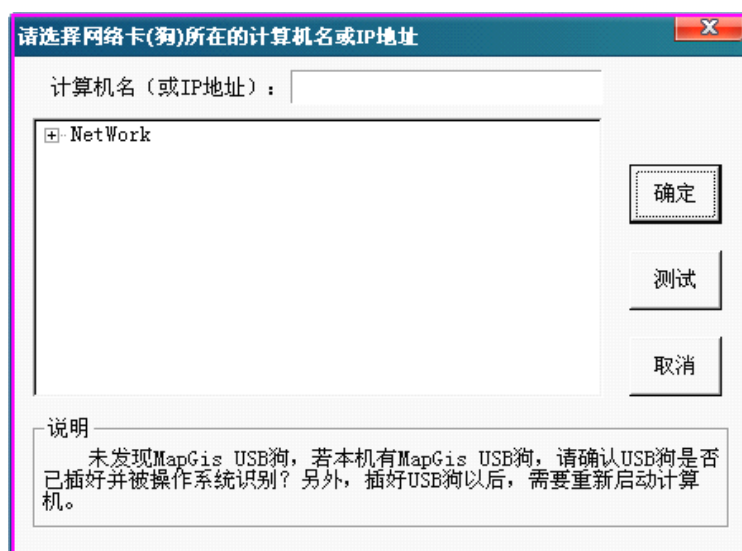 请选择网络卡(狗)所在的计算机名或IP地址
计算机名（或IP地址）：
NetWork
确定
测试
取消
说明
未发现MapGis USB狗，若本机有MapGis USB狗，请确认USB狗是否
已插好并被操作系统识别？另外，插好USB狗以后，需要重新启动计算
机。